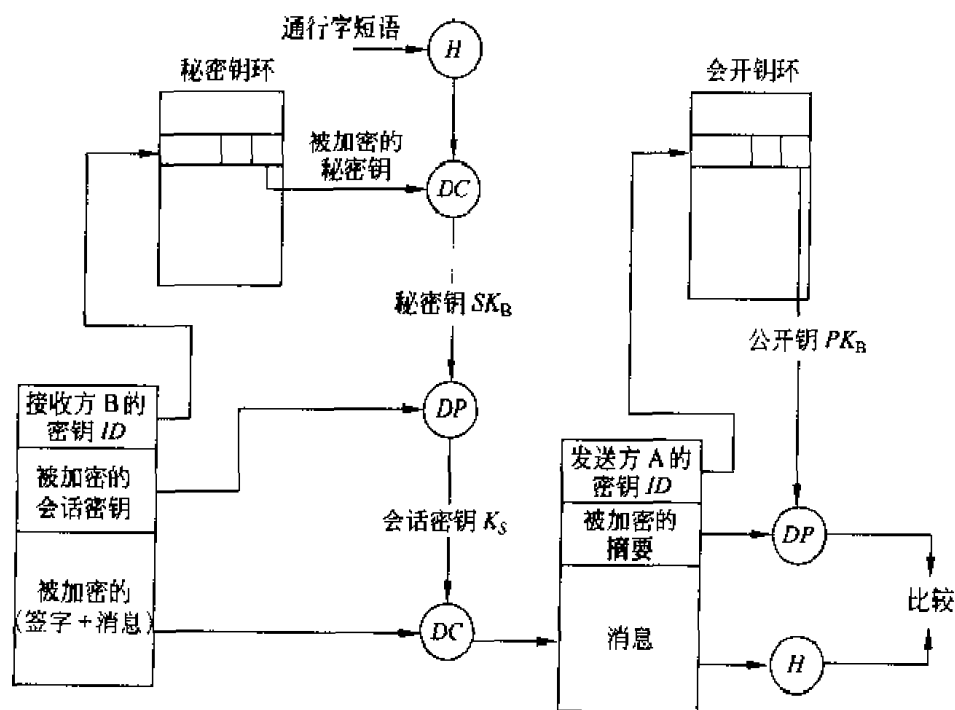 通行字短语
H
秘密钥环
会开钥环
被加密的
秘密钥
DC
秘密钥 SK_B
公开钥 PK_B
接收方 B 的
密钥 ID
DP
被加密的
会话密钥
发送方 A 的
密钥 ID
会话密钥 K_S
被加密的
摘要
DP
被加密的
(签字+消息)
DC
消息
比较
H